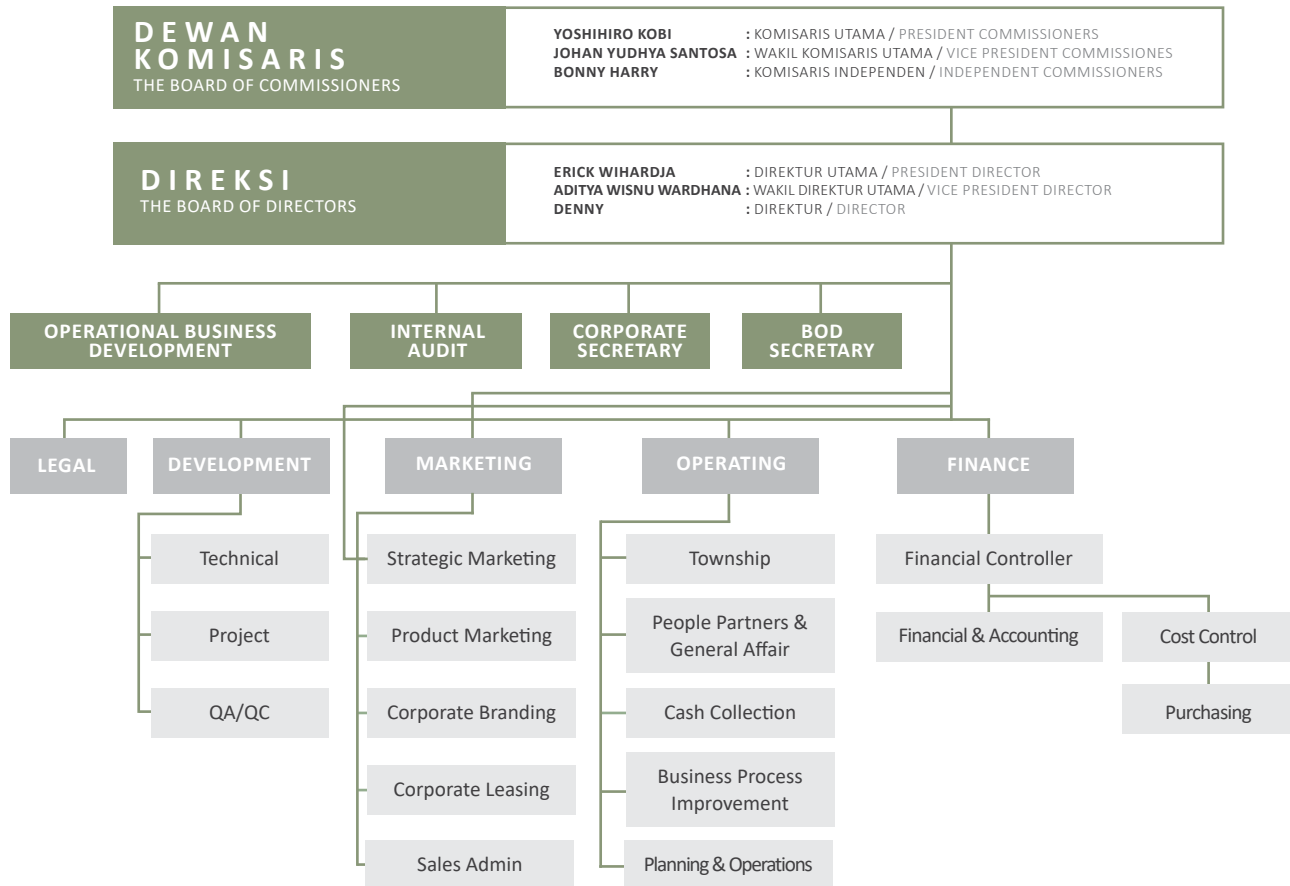 DEWAN
KOMISARIS
THE BOARD OF COMMISSIONERS
YOSHIHIRO KOBI : KOMISARIS UTAMA / PRESIDENT COMMISSIONERS
JOHAN YUDHYA SANTOSA : WAKIL KOMISARIS UTAMA / VICE PRESIDENT COMMISSIONES
BONNY HARRY : KOMISARIS INDEPENDEN / INDEPENDENT COMMISSIONERS
DIREKSI
THE BOARD OF DIRECTORS
ERICK WIHARDJA : DIREKTUR UTAMA / PRESIDENT DIRECTOR
ADITYA WISNU WARDHANA : WAKIL DIREKTUR UTAMA / VICE PRESIDENT DIRECTOR
DENNY : DIREKTUR / DIRECTOR
OPERATIONAL BUSINESS
DEVELOPMENT
INTERNAL
AUDIT
CORPORATE
SECRETARY
BOD
SECRETARY
LEGAL
DEVELOPMENT
MARKETING
OPERATING
FINANCE
Technical
Project
QA/QC
Strategic Marketing
Product Marketing
Corporate Branding
Corporate Leasing
Sales Admin
Township
People Partners &
General Affair
Cash Collection
Business Process
Improvement
Planning & Operations
Financial Controller
Financial & Accounting
Cost Control
Purchasing